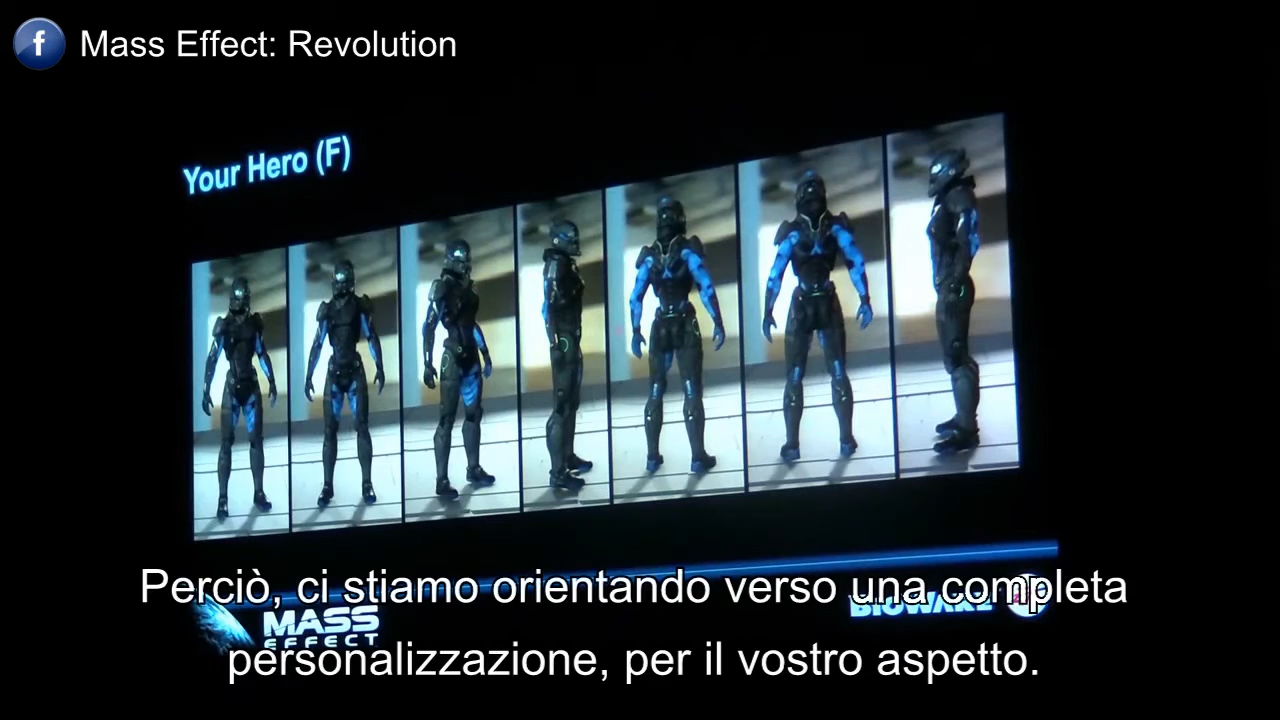 f Mass Effect: Revolution
Your Hero (F)
Perciò, ci stiamo orientando verso una completa
BIOWARE
MASS
EFFECT
personalizzazione, per il vostro aspetto.